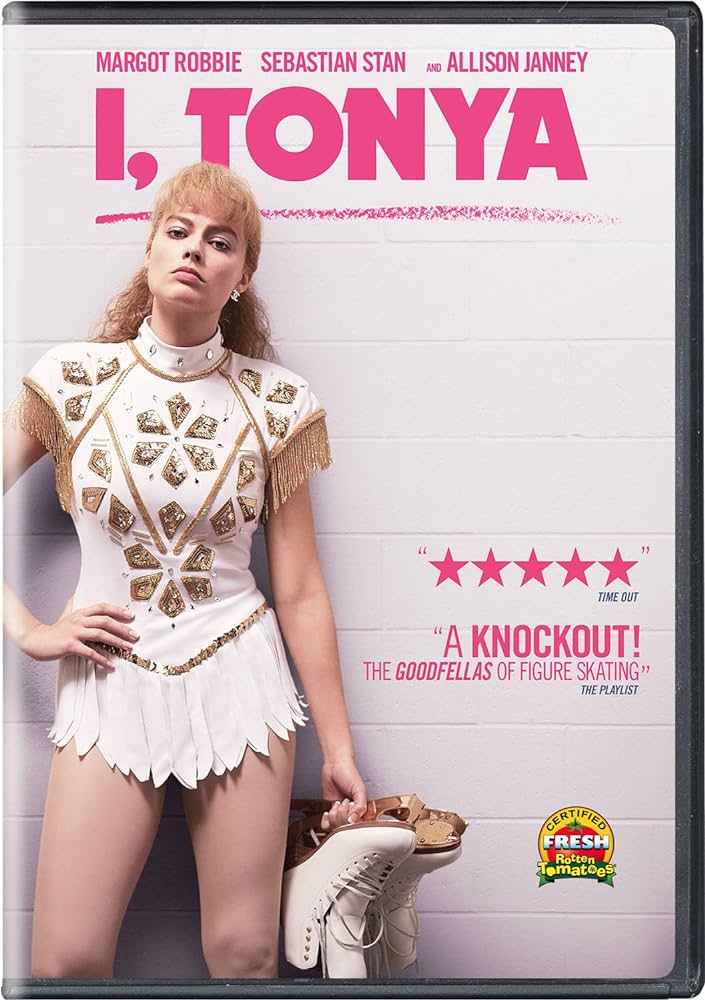 MARGOT ROBBIE SEBASTIAN STAN AND ALLISON JANNEY
I, TONYA
“★★★★★”
TIME OUT
“A KNOCKOUT!
THE GOODFELLAS OF FIGURE SKATING”
THE PLAYLIST
CERTIFIED
FRESH
Rotten
Tomatoes